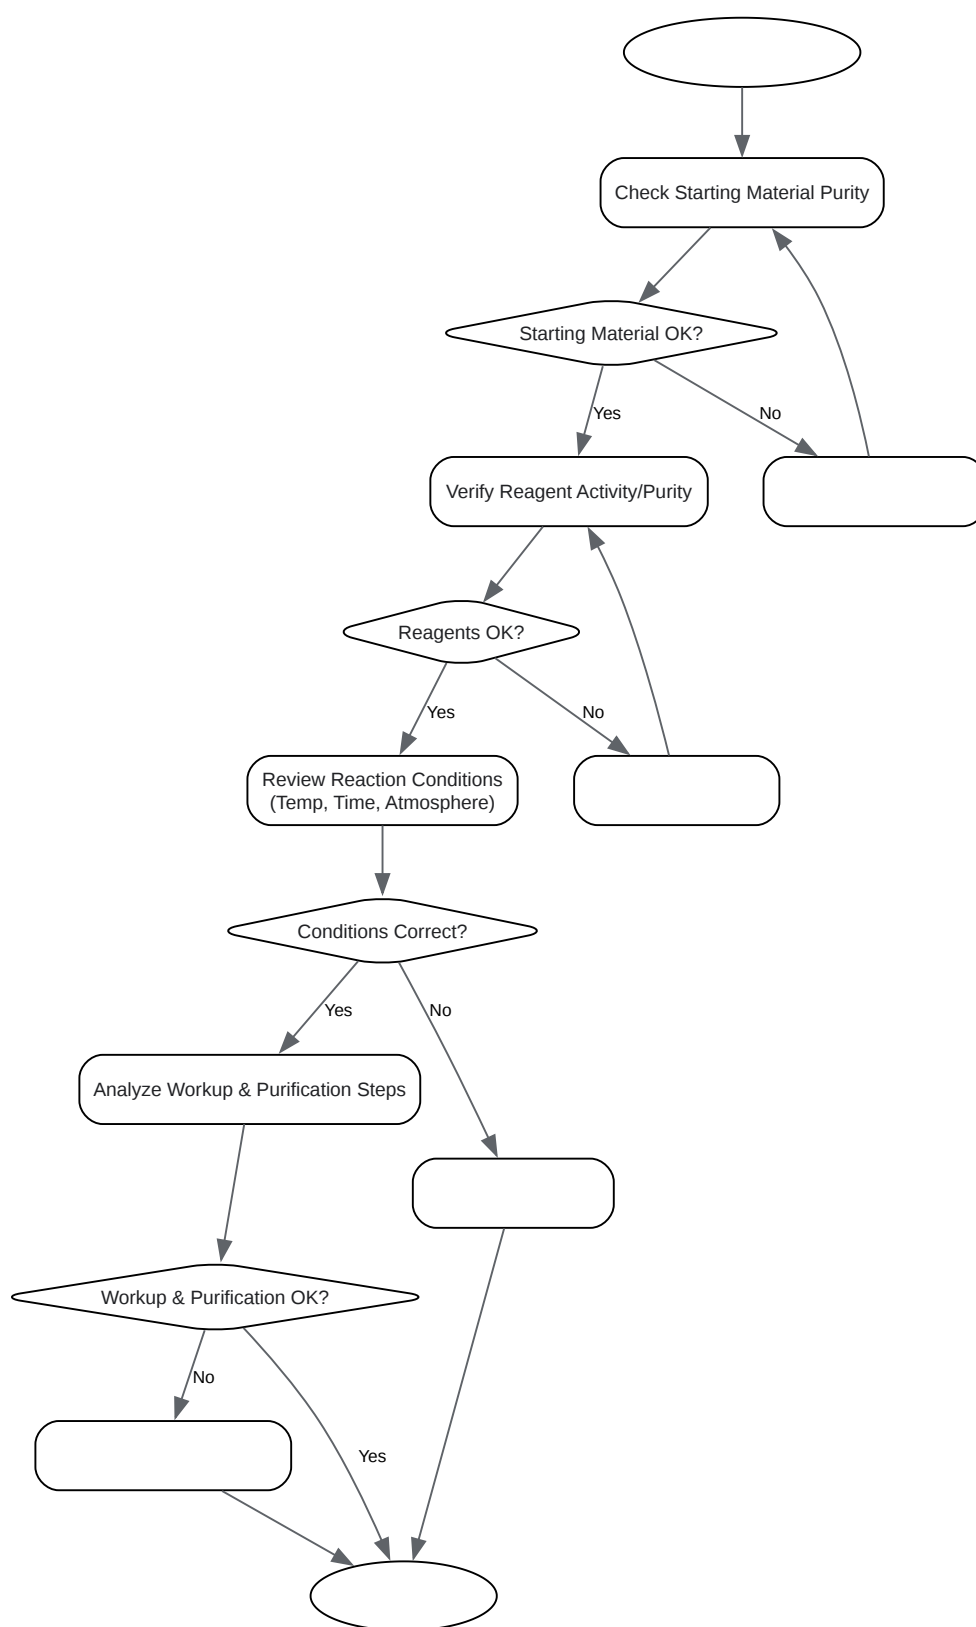 Check Starting Material Purity
Starting Material OK?
Yes
No
Verify Reagent Activity/Purity
Reagents OK?
Yes
No
Review Reaction Conditions
(Temp, Time, Atmosphere)
Conditions Correct?
Yes
No
Analyze Workup & Purification Steps
Workup & Purification OK?
No
Yes